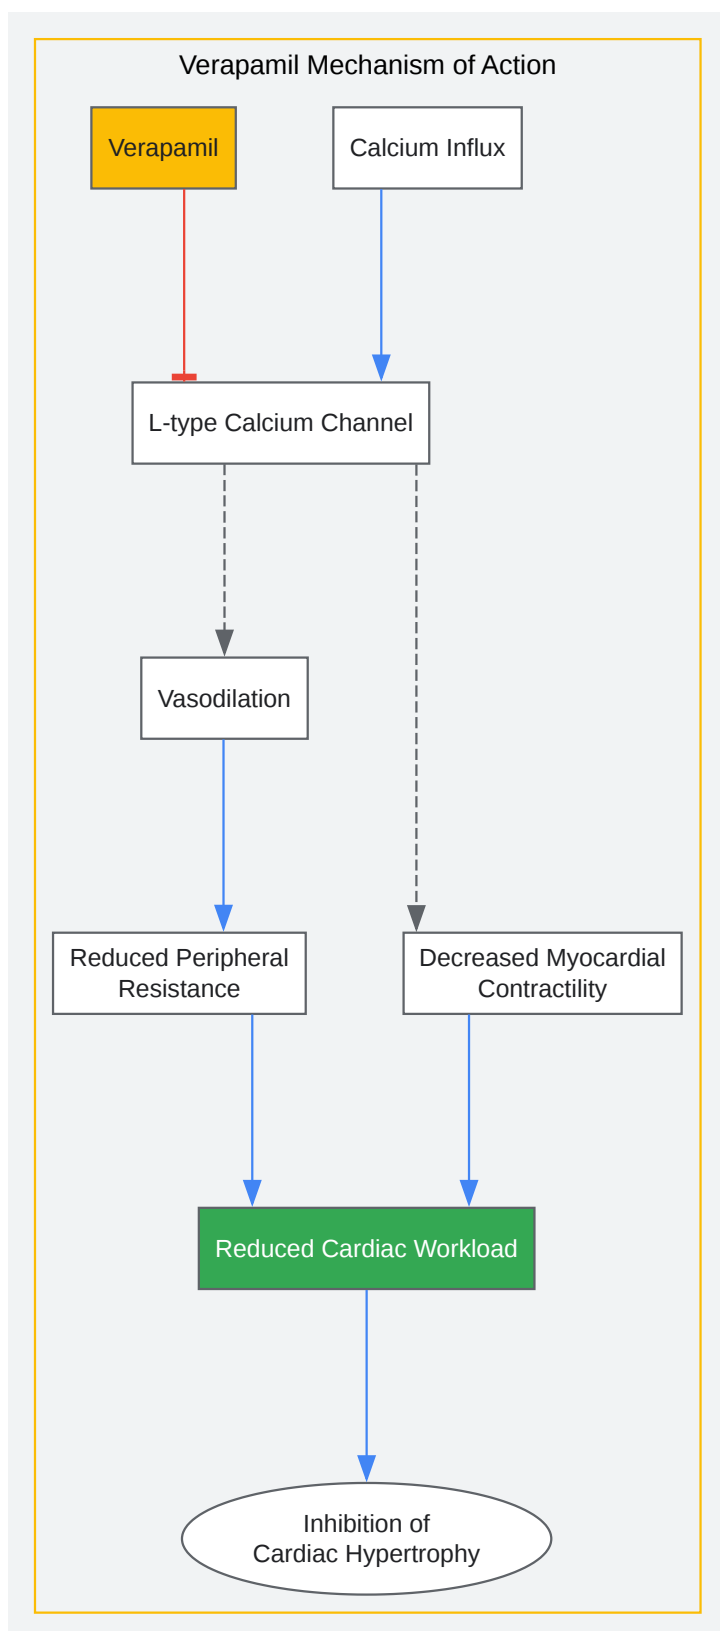 Verapamil Mechanism of Action
Verapamil
Calcium Influx
L-type Calcium Channel
Vasodilation
Reduced Peripheral
Resistance
Decreased Myocardial
Contractility
Reduced Cardiac Workload
Inhibition of
Cardiac Hypertrophy